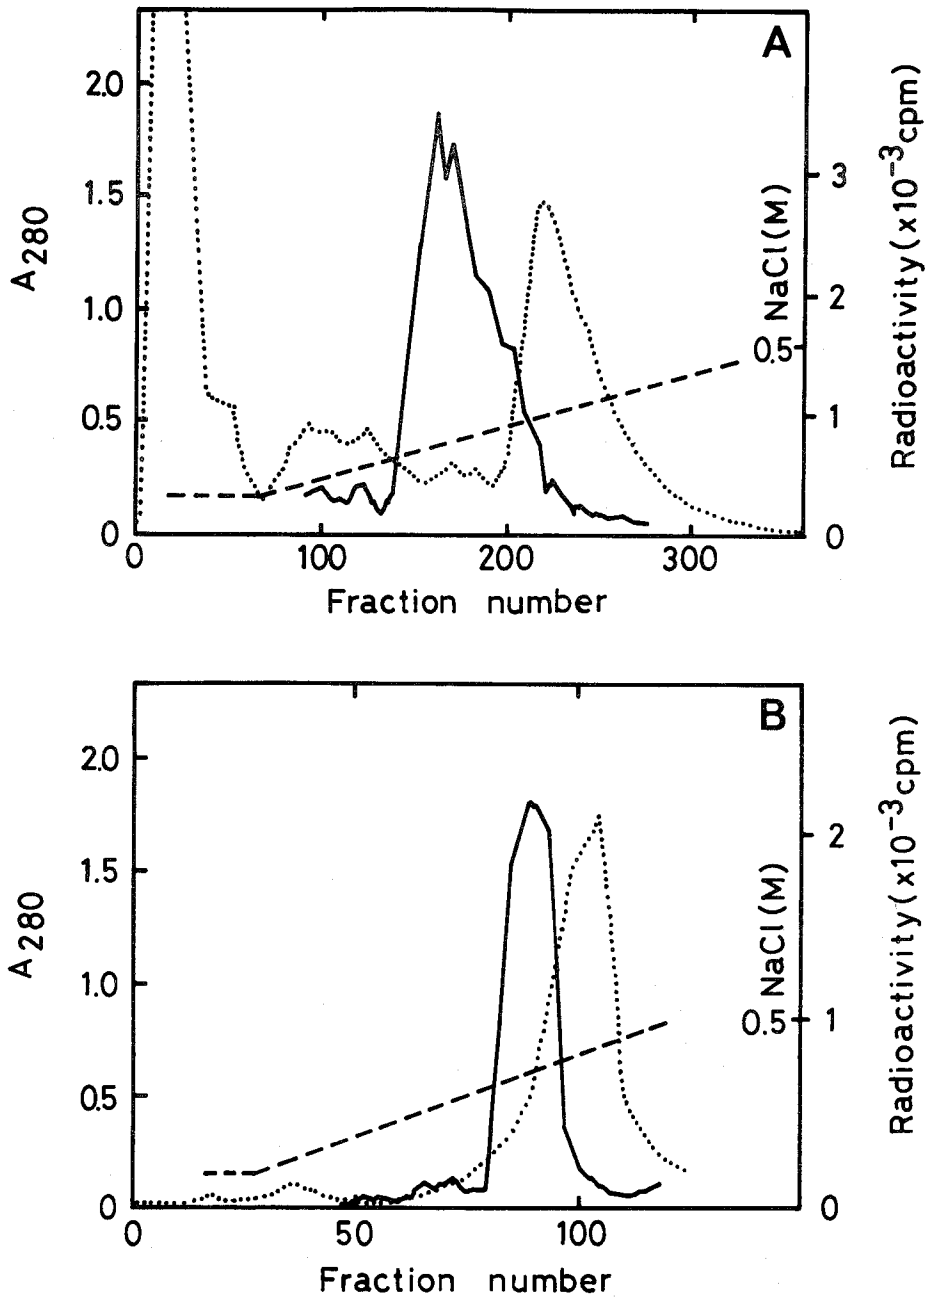 A
2.0
1.5
1.0
0.5
0
A280
0 100 200 300
Fraction number
3
2
1
0
0.5
NaCl(M)
Radioactivity(x10⁻³cpm)
B
2.0
1.5
1.0
0.5
0
A280
0 50 100
Fraction number
2
1
0
0.5
NaCl(M)
Radioactivity(x10⁻³cpm)